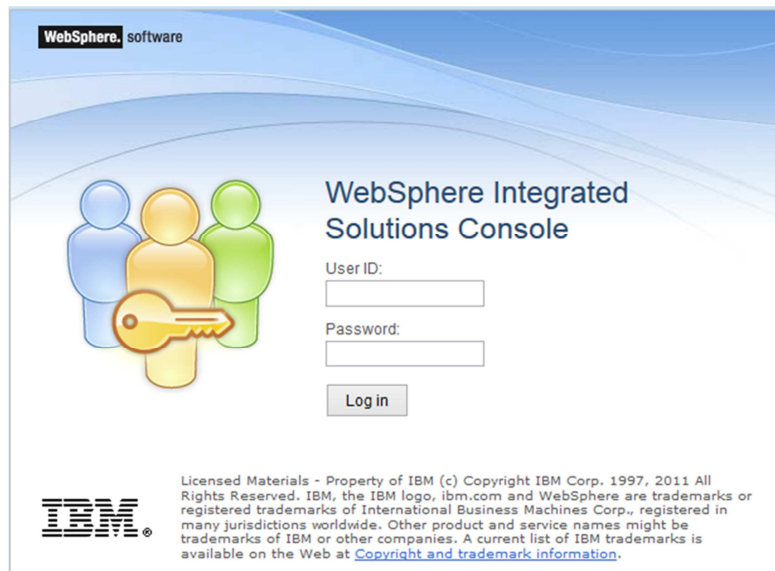 WebSphere. software
WebSphere Integrated
Solutions Console
User ID:
Password:
Log in
IBM®
Licensed Materials - Property of IBM (c) Copyright IBM Corp. 1997, 2011 All
Rights Reserved. IBM, the IBM logo, ibm.com and WebSphere are trademarks or
registered trademarks of International Business Machines Corp., registered in
many jurisdictions worldwide. Other product and service names might be
trademarks of IBM or other companies. A current list of IBM trademarks is
available on the Web at Copyright and trademark information.